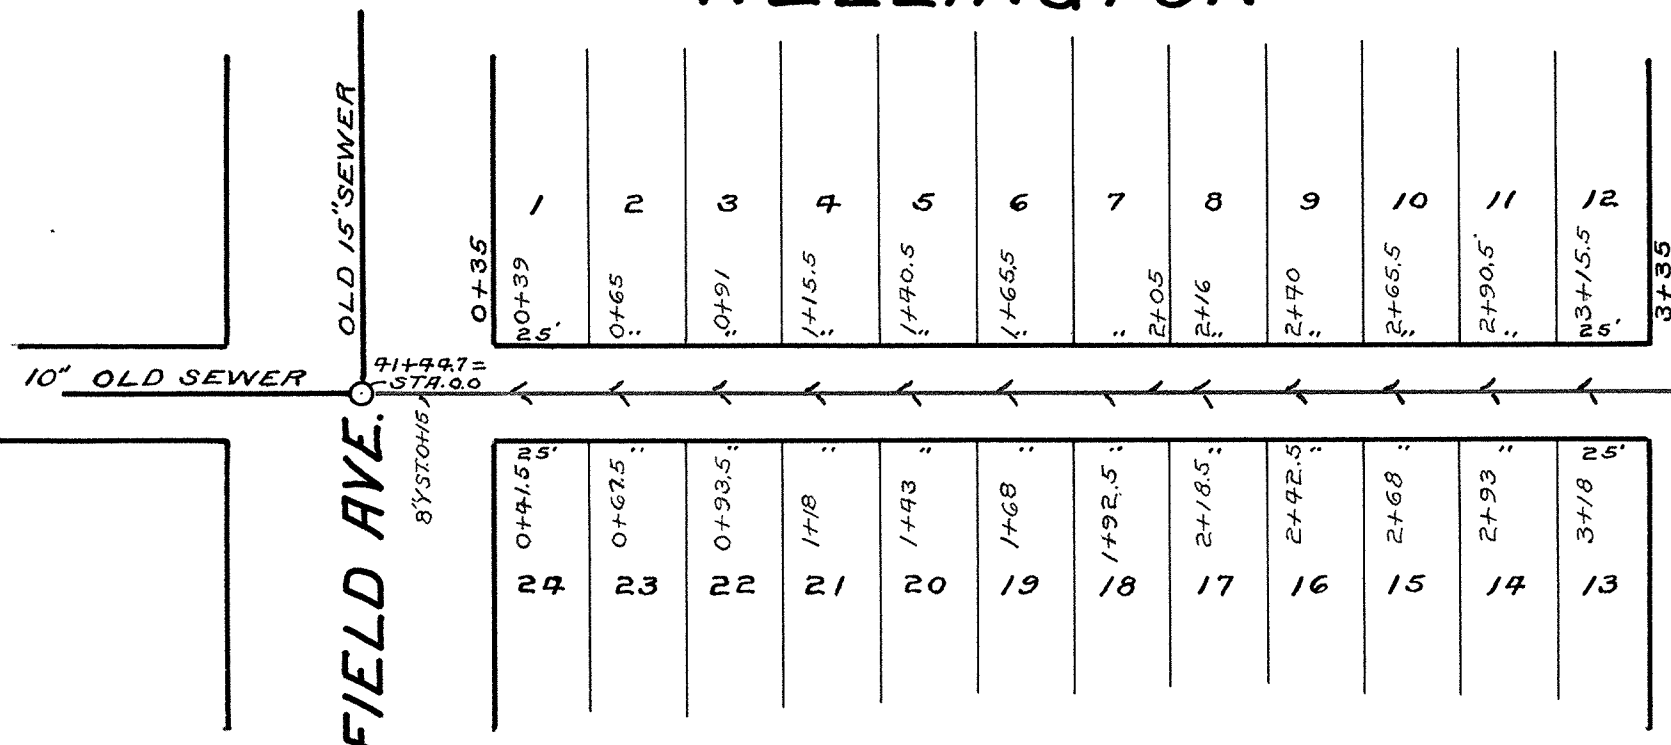 OLD 15" SEWER
1 2 3 4 5 6 7 8 9 10 11 12
0+35 0+39 0+65 0+91 1+15.5 1+40.5 1+65.5 2+05 2+16 2+40 2+65.5 2+90.5 3+15.5 3+35
25' " " " " " " " " " " 25'
10" OLD SEWER
41+44.7=
STA. 0.0
25' " " " " " " " " " " 25'
0+41.5 0+67.5 0+93.5 1+18 1+43 1+68 1+92.5 2+18.5 2+42.5 2+68 2+93 3+18
24 23 22 21 20 19 18 17 16 15 14 13
FIELD AVE.